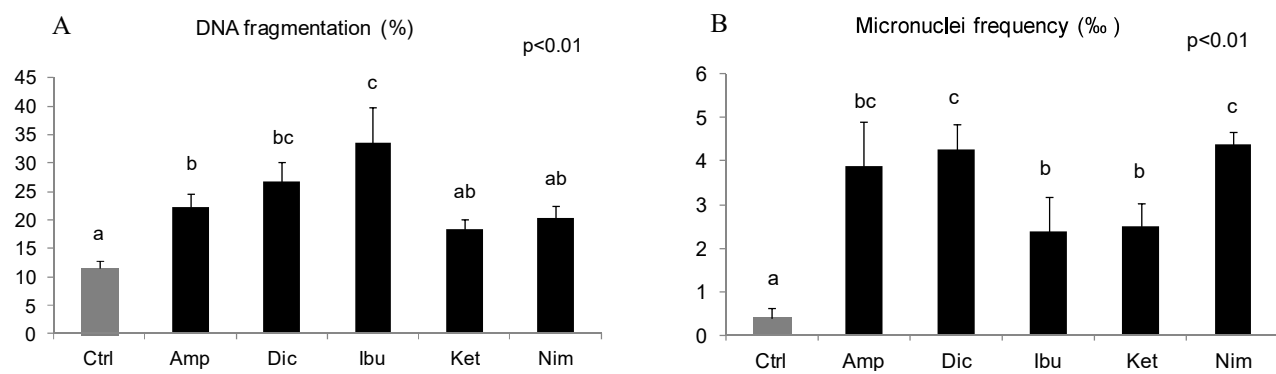 A
DNA fragmentation (%)
p<0.01
45
40
35
30
25
20
15
10
5
0
a
b
bc
c
ab
ab
Ctrl Amp Dic Ibu Ket Nim
B
Micronuclei frequency (‰ )
p<0.01
6
5
4
3
2
1
0
a
bc
c
b
b
c
Ctrl Amp Dic Ibu Ket Nim